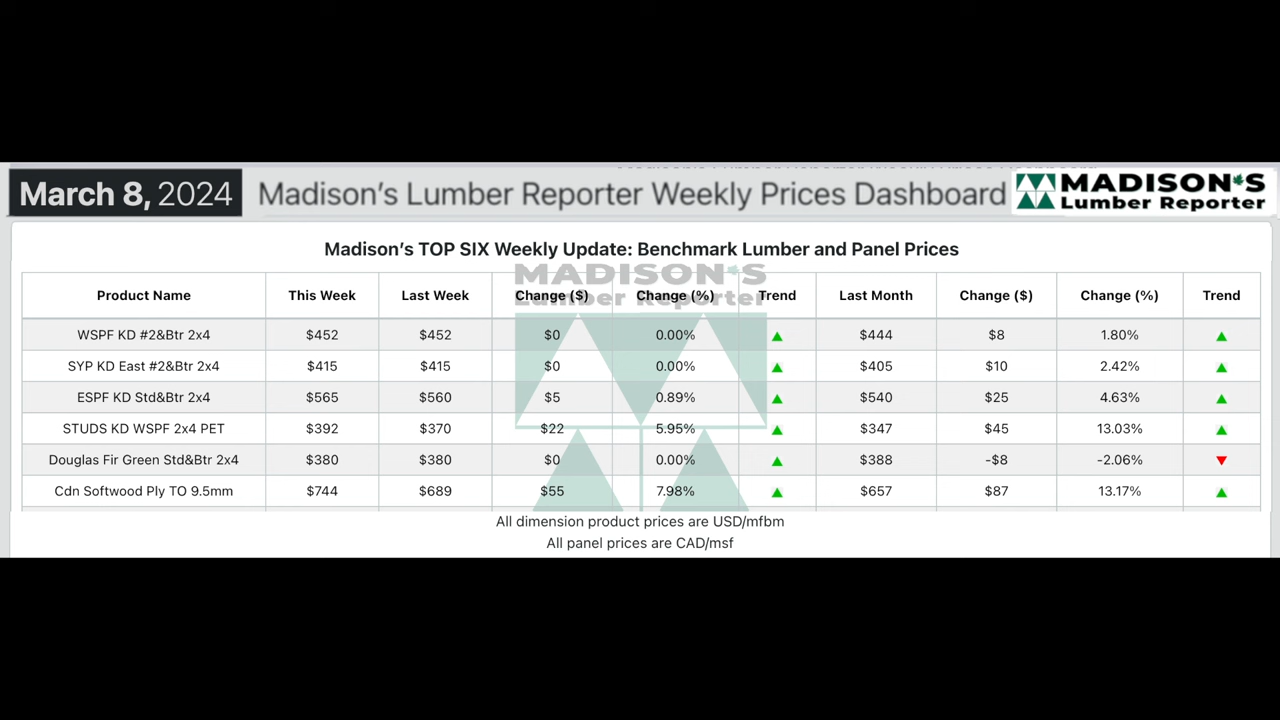 March 8, 2024 Madison's Lumber Reporter Weekly Prices Dashboard MADISON'S
Lumber Reporter
Madison's TOP SIX Weekly Update: Benchmark Lumber and Panel Prices
MADISON'S
Lumber Reporter
Product Name This Week Last Week Change ($) Change (%) Trend Last Month Change ($) Change (%) Trend
WSPF KD #2&Btr 2x4 $452 $452 $0 0.00% ▲ $444 $8 1.80% ▲
SYP KD East #2&Btr 2x4 $415 $415 $0 0.00% ▲ $405 $10 2.42% ▲
ESPF KD Std&Btr 2x4 $565 $560 $5 0.89% ▲ $540 $25 4.63% ▲
STUDS KD WSPF 2x4 PET $392 $370 $22 5.95% ▲ $347 $45 13.03% ▲
Douglas Fir Green Std&Btr 2x4 $380 $380 $0 0.00% ▲ $388 -$8 -2.06% ▼
Cdn Softwood Ply TO 9.5mm $744 $689 $55 7.98% ▲ $657 $87 13.17% ▲
All dimension product prices are USD/mfbm
All panel prices are CAD/msf